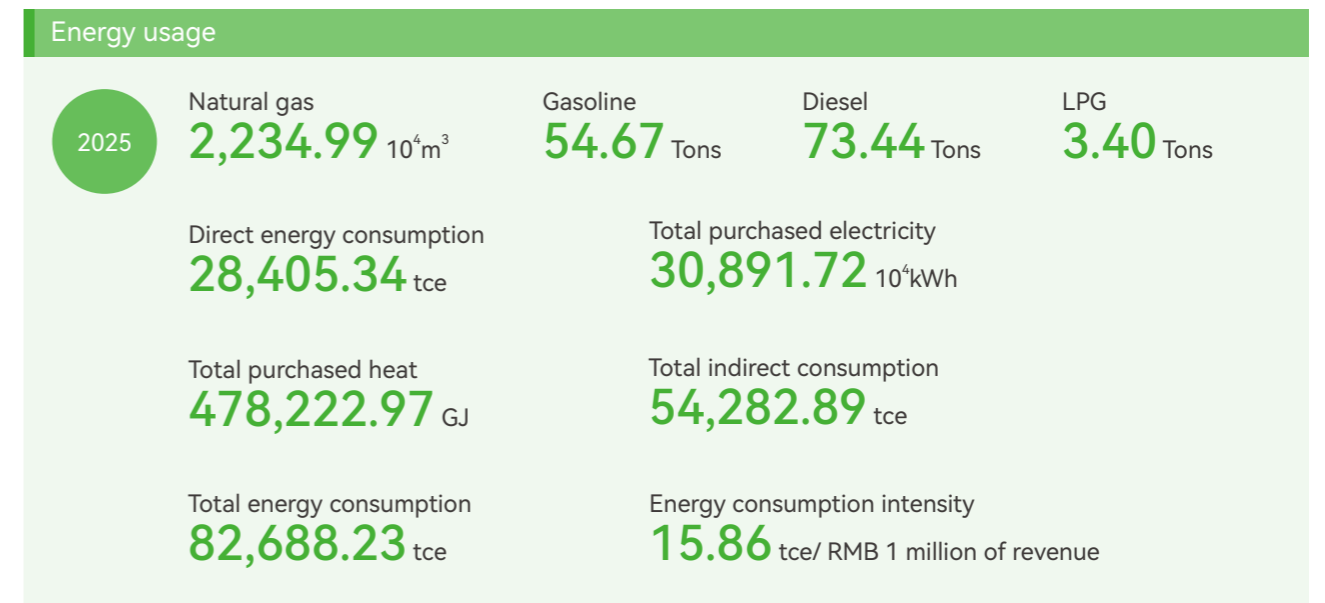 Energy usage
2025
Natural gas
2,234.99 10⁴m³
Gasoline
54.67 Tons
Diesel
73.44 Tons
LPG
3.40 Tons
Direct energy consumption
28,405.34 tce
Total purchased electricity
30,891.72 10⁴kWh
Total purchased heat
478,222.97 GJ
Total indirect consumption
54,282.89 tce
Total energy consumption
82,688.23 tce
Energy consumption intensity
15.86 tce/ RMB 1 million of revenue